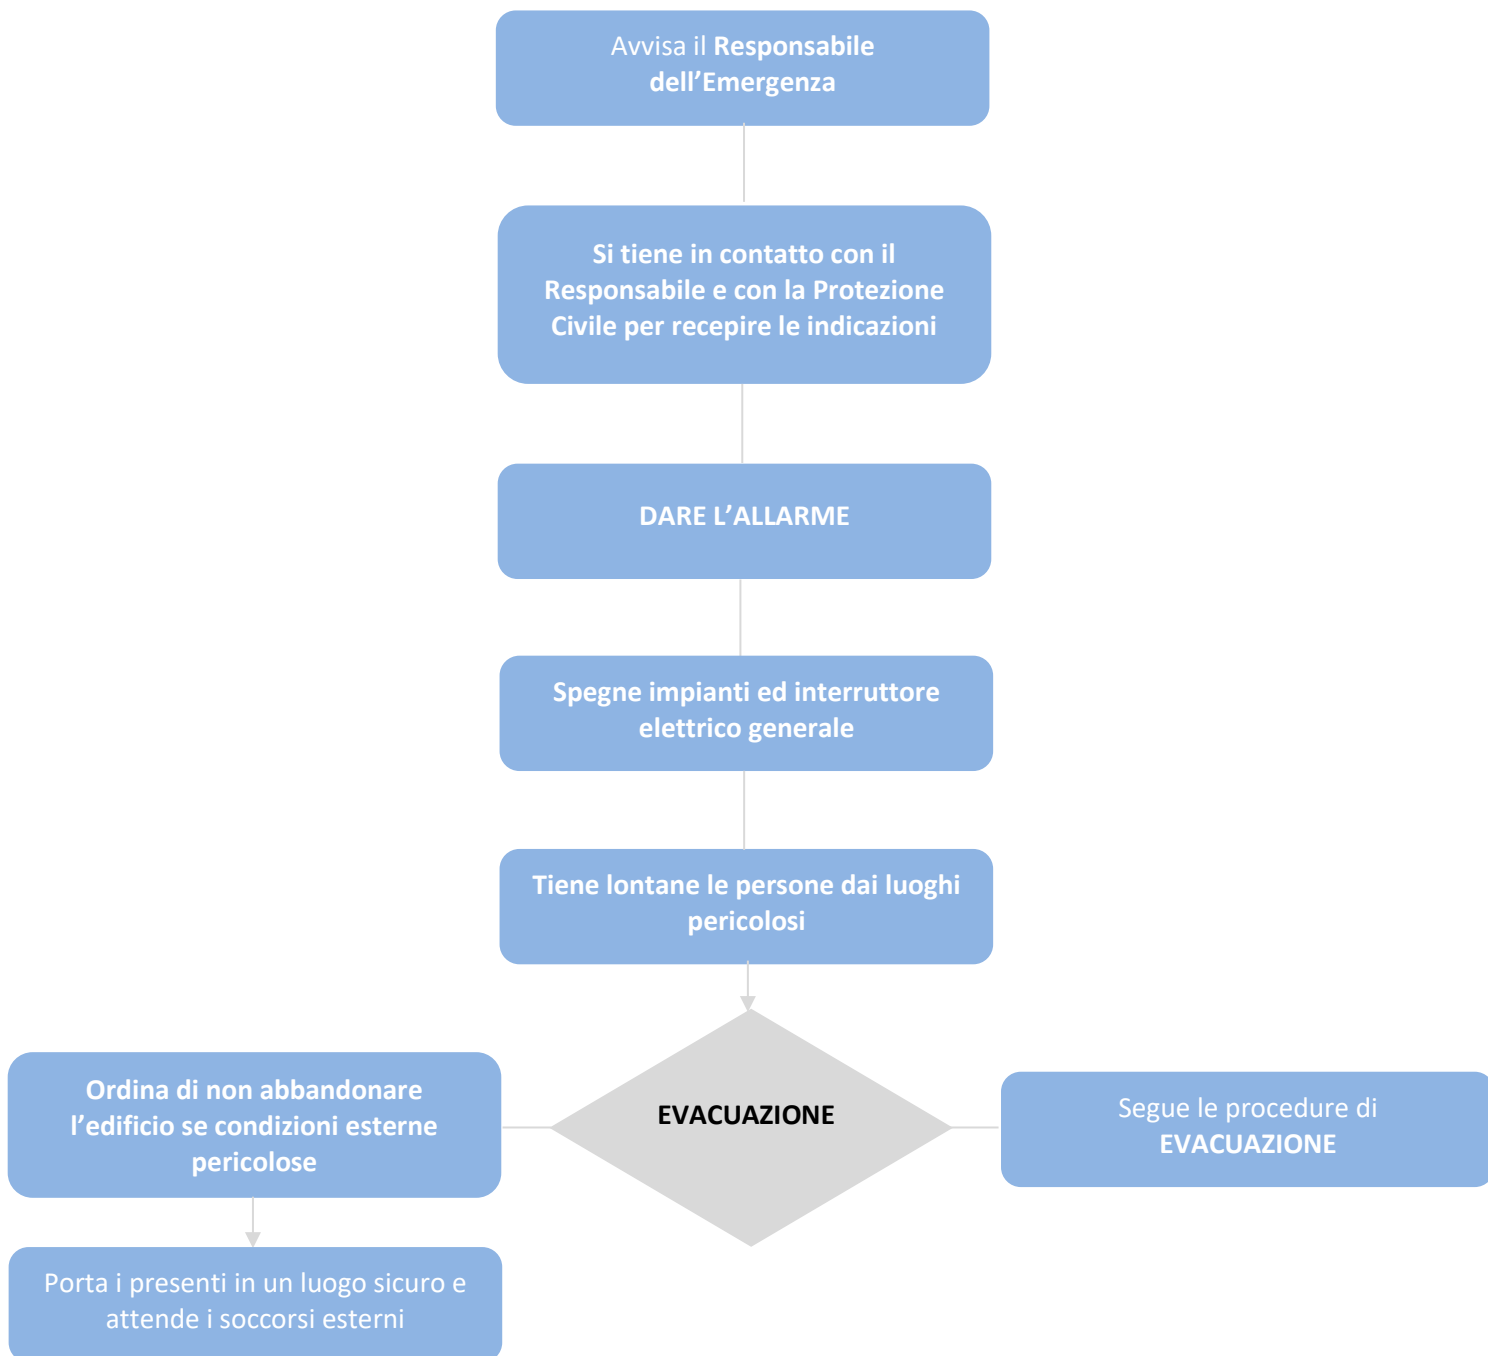 Avvisa il Responsabile
dell’Emergenza
Si tiene in contatto con il
Responsabile e con la Protezione
Civile per recepire le indicazioni
DARE L’ALLARME
Spegne impianti ed interruttore
elettrico generale
Tiene lontane le persone dai luoghi
pericolosi
EVACUAZIONE
Ordina di non abbandonare
l’edificio se condizioni esterne
pericolose
Segue le procedure di
EVACUAZIONE
Porta i presenti in un luogo sicuro e
attende i soccorsi esterni